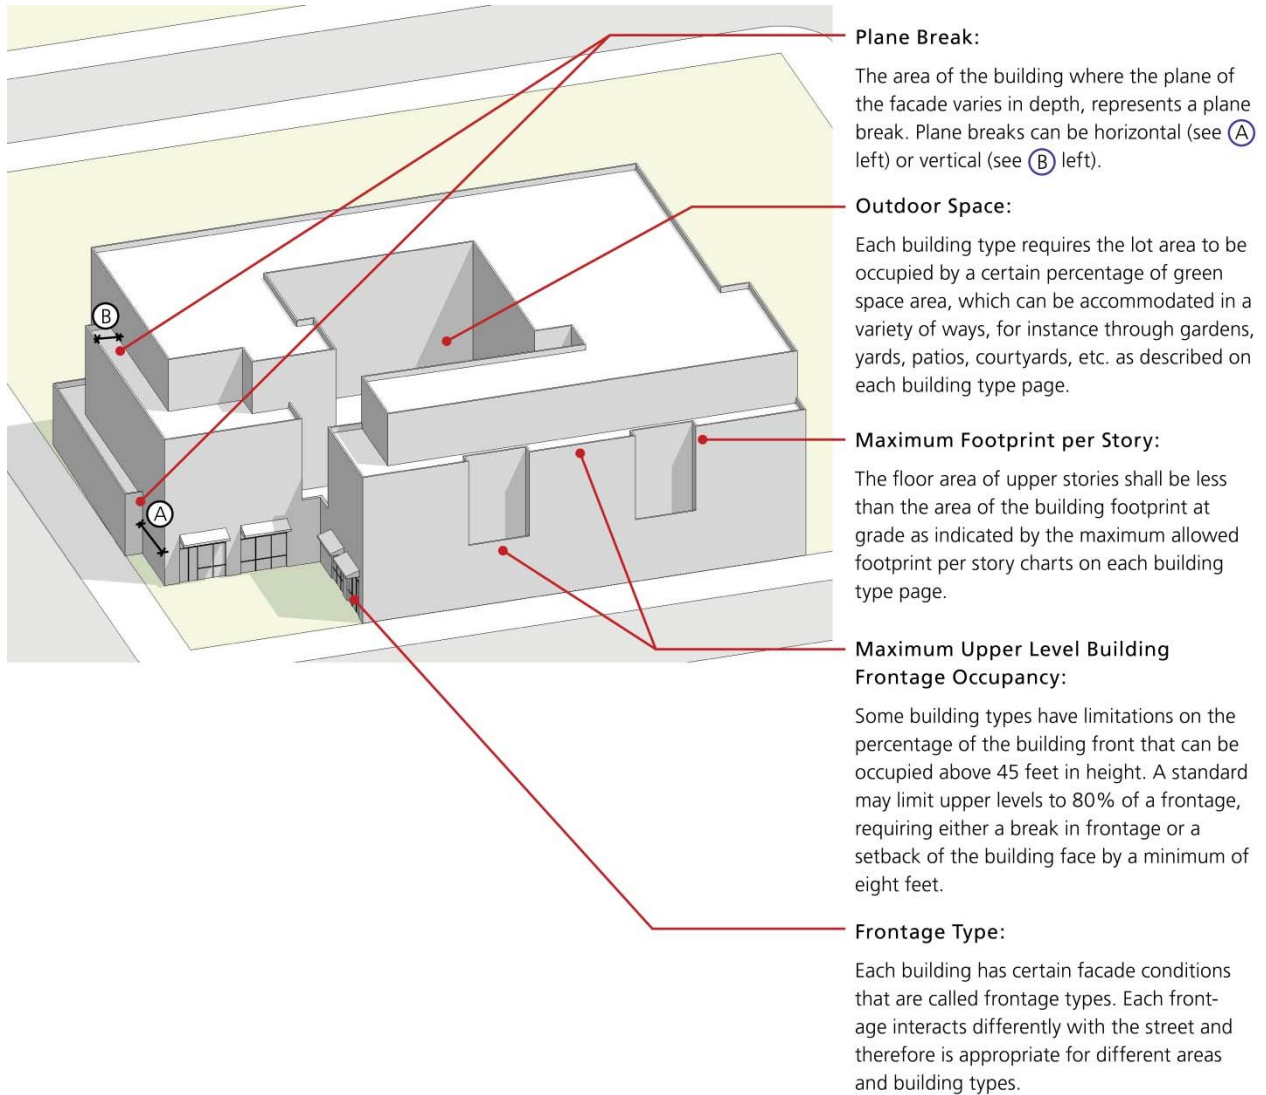 Plane Break:
The area of the building where the plane of
the facade varies in depth, represents a plane
break. Plane breaks can be horizontal (see A
left) or vertical (see B left).
Outdoor Space:
Each building type requires the lot area to be
occupied by a certain percentage of green
space area, which can be accommodated in a
variety of ways, for instance through gardens,
yards, patios, courtyards, etc. as described on
each building type page.
Maximum Footprint per Story:
The floor area of upper stories shall be less
than the area of the building footprint at
grade as indicated by the maximum allowed
footprint per story charts on each building
type page.
Maximum Upper Level Building
Frontage Occupancy:
Some building types have limitations on the
percentage of the building front that can be
occupied above 45 feet in height. A standard
may limit upper levels to 80% of a frontage,
requiring either a break in frontage or a
setback of the building face by a minimum of
eight feet.
Frontage Type:
Each building has certain facade conditions
that are called frontage types. Each front-
age interacts differently with the street and
therefore is appropriate for different areas
and building types.
B
A